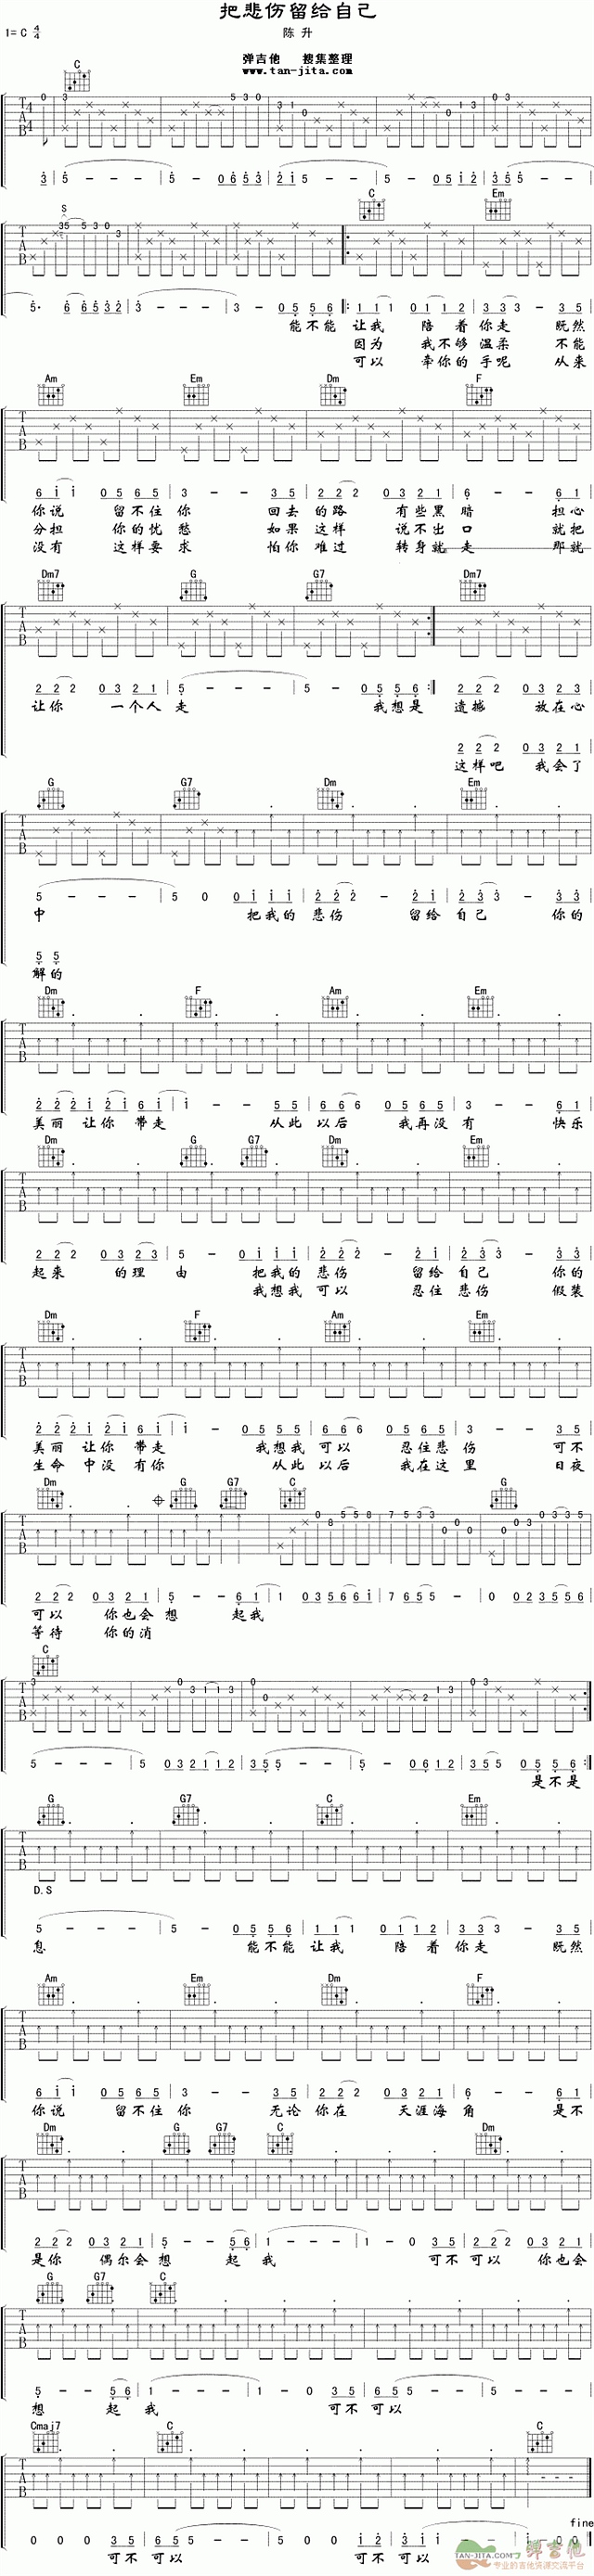 把悲伤留给自己
1= C 4/4
陈 升
弹吉他 搜集整理
www.tan-jita.com
C
3 5 - - - 5 - 0 6 5 3 0 2 1 5 - - - 5 - 0 5 1 2 3 5 5 - - -
S
C Em
5· 6 6 5 3 2 3 - - - 3 - 0 5 5 6 1 1 1 0 1 1 2 3 3 3 - 3 5
能不能 让我 陪着你走 既然
因为 我不够温柔 不能
可以 牵你的手呢 从来
Am Em Dm F
6 1 1 0 5 6 5 3 - - 3 5 2 2 2 0 3 2 1 6 - - 6 1
你说 留不住你 回去的路 有些黑暗 担心
分担 你的忧愁 如果这样 说不出口 就把
没有 这样要求 怕你难过 转身就走 那就
Dm7 G G7 Dm7
2 2 2 0 3 2 1 5 - - - 5 - 0 5 5 6 2 2 2 0 3 2 3
让你 一个人走 我想是 遗憾 放在心
2 2 2 0 3 2 1
这样吧 我会了
G G7 Dm Em
5 - - - 5 0 0 1 1 1 2 2 2 - 2 1 2 3 3 - 3 3
中 把我的 悲伤 留给自己 你的
5 5
解的
Dm F Am Em
2 2 2 1 2 1 6 1 1 - - 5 5 6 6 6 0 5 6 5 3 - - 6 1
美丽 让你 带走 从此以后 我再没有 快乐
Dm G G7 Dm Em
2 2 2 0 3 2 3 5 - 0 1 1 1 2 2 2 - 2 1 2 3 3 - 3 3
起来 的理由 把我的 悲伤 留给自己 你的
我想我可以 忍住悲伤 假装
Dm F Am Em
2 2 2 2 1 2 1 6 1 1 - 0 5 5 5 6 6 6 0 5 6 5 3 - - 3 5
美丽 让你 带走 我想我可以 忍住悲伤 可不
生命 中没有你 从此以后 我在这里 日夜
Dm G G7 C G
2 2 2 0 3 2 1 5 - - 6 1 1 0 3 5 6 6 1 7 6 5 5 - 0 0 2 3 5 5 6
可以 你也会想 起我
等待 你的消
C
5 - - - 5 0 3 2 1 1 2 3 5 5 - - - 5 - 0 6 1 2 3 5 5 0 5 5 6
是不是
G G7 C Em
D.S
5 - - - 5 - 0 5 5 6 1 1 1 0 1 1 2 3 3 3 - 3 5
息 能不能 让我 陪着你走 既然
Am Em Dm F
6 1 1 0 5 6 5 3 - - 3 5 2 2 2 0 3 2 1 6 - - 6 1
你说 留不住你 无论你在 天涯海角 是不
Dm G G7 C Dm
2 2 2 0 3 2 1 5 - - 5 6 1 - - - 1 - 0 3 5 2 2 2 0 3 2 1
是你 偶尔会想 起我 可不可以 你也会
G G7 C
5 - - 5 6 1 - - - 1 - 0 3 5 6 5 5 - - 5 - - -
想 起我 可不可以
Cmaj7 C C
0 0 0 3 5 6 5 5 - - 5 0 0 1 2 3 1 1 - - 1 - 0 0
可不可以 可不可以
fine
弹吉他
TAN-JITA.COM
专业的吉他资源交流平台